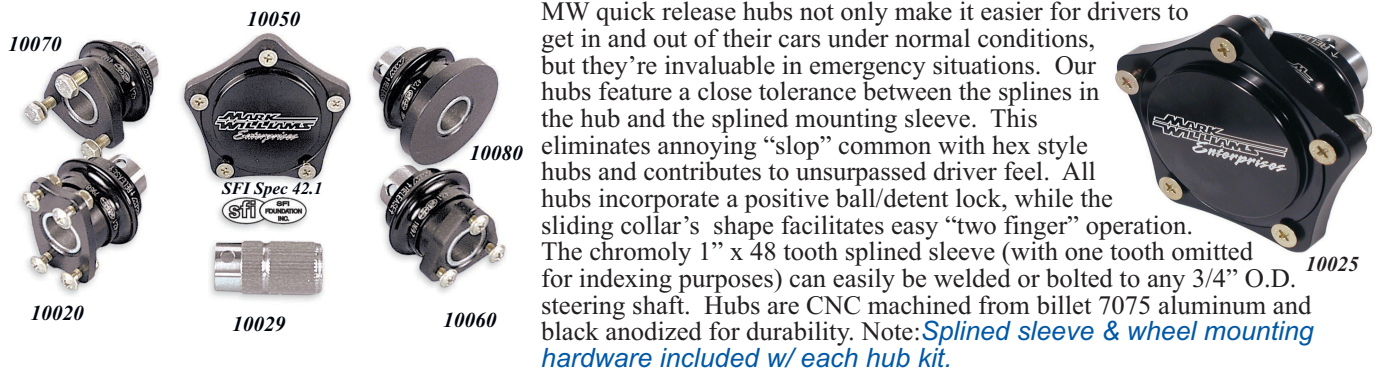 10050
10070
MARK
WILLIAMS
Enterprises
10080
SFI Spec 42.1
sfi
SFI
FOUNDATION
INC.
10020
10029
10060
MW quick release hubs not only make it easier for drivers to
get in and out of their cars under normal conditions,
but they’re invaluable in emergency situations.  Our
hubs feature a close tolerance between the splines in
the hub and the splined mounting sleeve.  This
eliminates annoying “slop” common with hex style
hubs and contributes to unsurpassed driver feel.  All
hubs incorporate a positive ball/detent lock, while the
sliding collar’s  shape facilitates easy “two finger” operation.
The chromoly 1” x 48 tooth splined sleeve (with one tooth omitted
for indexing purposes) can easily be welded or bolted to any 3/4” O.D.
steering shaft.  Hubs are CNC machined from billet 7075 aluminum and
black anodized for durability. Note:Splined sleeve & wheel mounting
hardware included w/ each hub kit.
MARK
WILLIAMS
Enterprises
10025